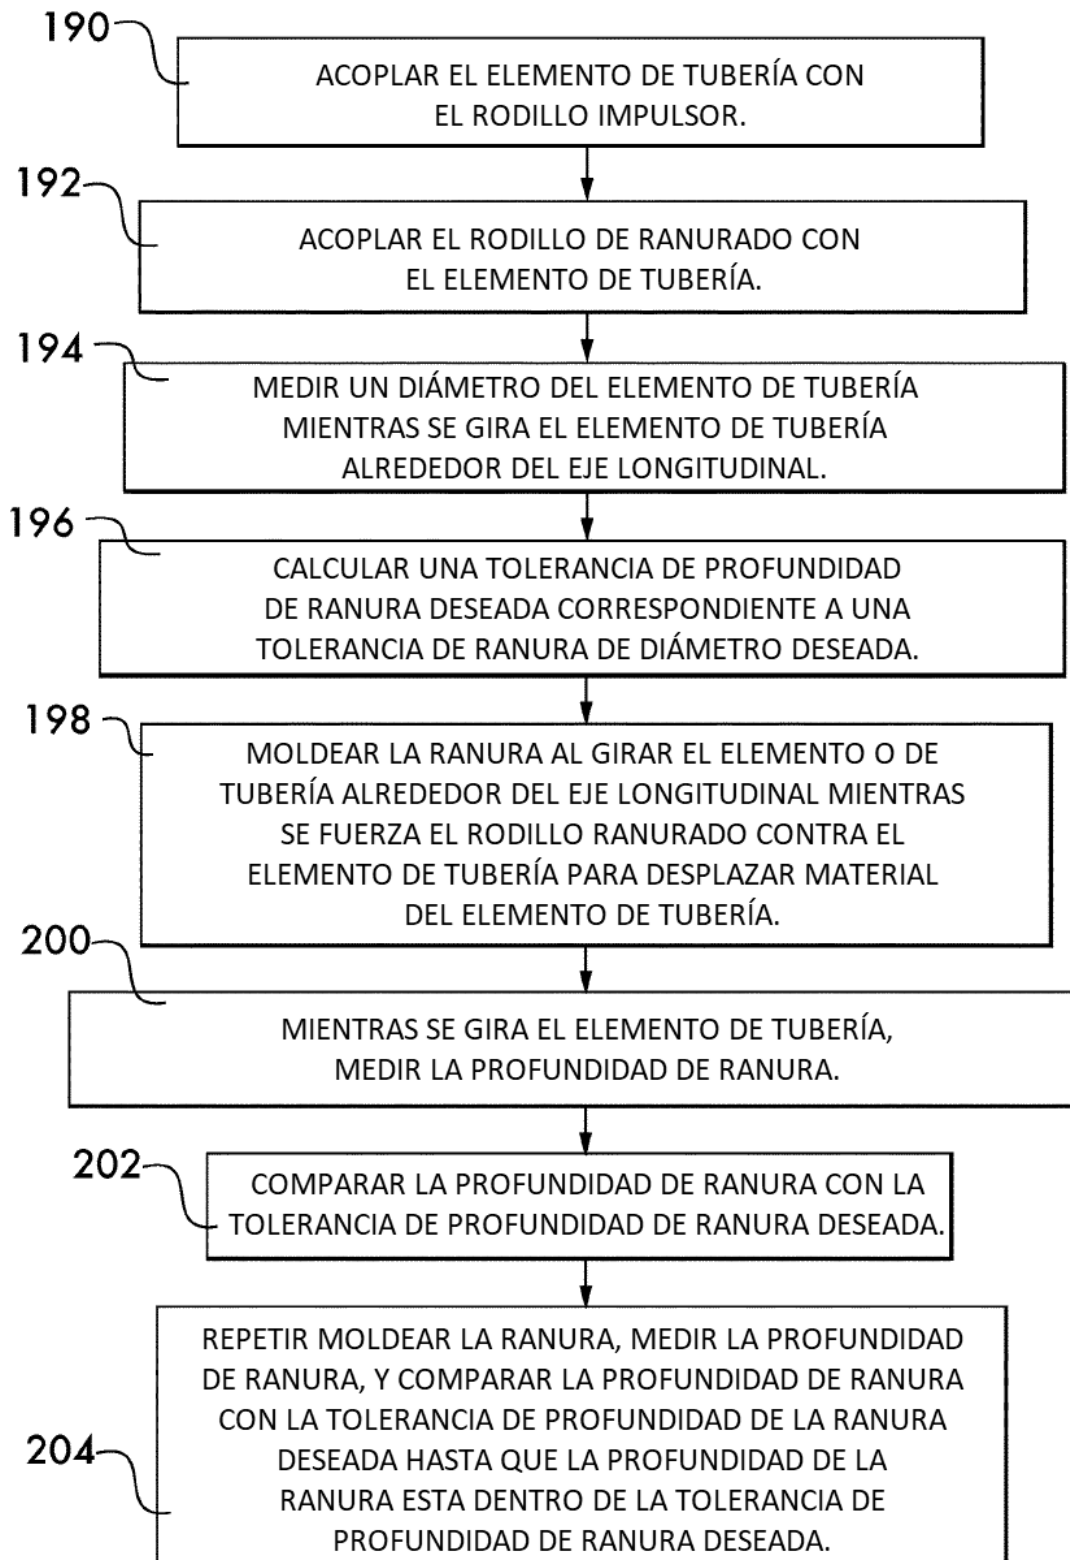 190
ACOPLAR EL ELEMENTO DE TUBERÍA CON
EL RODILLO IMPULSOR.
192
ACOPLAR EL RODILLO DE RANURADO CON
EL ELEMENTO DE TUBERÍA.
194
MEDIR UN DIÁMETRO DEL ELEMENTO DE TUBERÍA
MIENTRAS SE GIRA EL ELEMENTO DE TUBERÍA
ALREDEDOR DEL EJE LONGITUDINAL.
196
CALCULAR UNA TOLERANCIA DE PROFUNDIDAD
DE RANURA DESEADA CORRESPONDIENTE A UNA
TOLERANCIA DE RANURA DE DIÁMETRO DESEADA.
198
MOLDEAR LA RANURA AL GIRAR EL ELEMENTO O DE
TUBERÍA ALREDEDOR DEL EJE LONGITUDINAL MIENTRAS
SE FUERZA EL RODILLO RANURADO CONTRA EL
ELEMENTO DE TUBERÍA PARA DESPLAZAR MATERIAL
DEL ELEMENTO DE TUBERÍA.
200
MIENTRAS SE GIRA EL ELEMENTO DE TUBERÍA,
MEDIR LA PROFUNDIDAD DE RANURA.
202
COMPARAR LA PROFUNDIDAD DE RANURA CON LA
TOLERANCIA DE PROFUNDIDAD DE RANURA DESEADA.
204
REPETIR MOLDEAR LA RANURA, MEDIR LA PROFUNDIDAD
DE RANURA, Y COMPARAR LA PROFUNDIDAD DE RANURA
CON LA TOLERANCIA DE PROFUNDIDAD DE LA RANURA
DESEADA HASTA QUE LA PROFUNDIDAD DE LA
RANURA ESTA DENTRO DE LA TOLERANCIA DE
PROFUNDIDAD DE RANURA DESEADA.